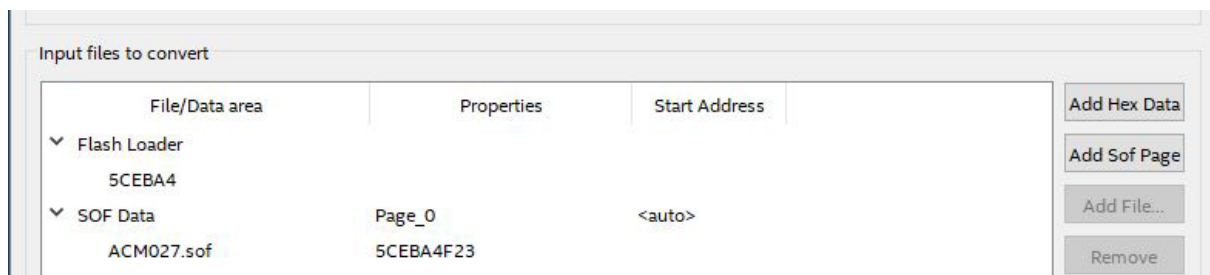 Input files to convert
File/Data area Properties Start Address
Flash Loader
5CEBA4
SOF Data Page_0 <auto>
ACM027.sof 5CEBA4F23
Add Hex Data
Add Sof Page
Add File...
Remove